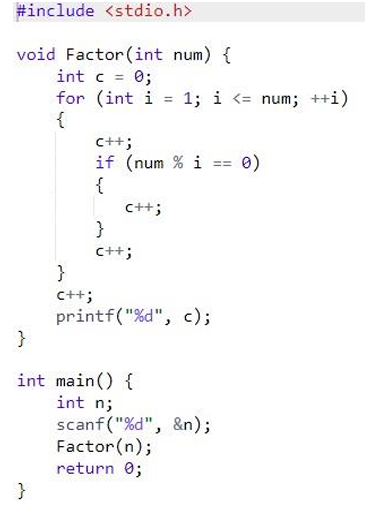 #include <stdio.h>
void Factor(int num) {
    int c = 0;
    for (int i = 1; i <= num; ++i)
    {
        c++;
        if (num % i == 0)
        {
            c++;
        }
        c++;
    }
    c++;
    printf("%d", c);
}
int main() {
    int n;
    scanf("%d", &n);
    Factor(n);
    return 0;
}